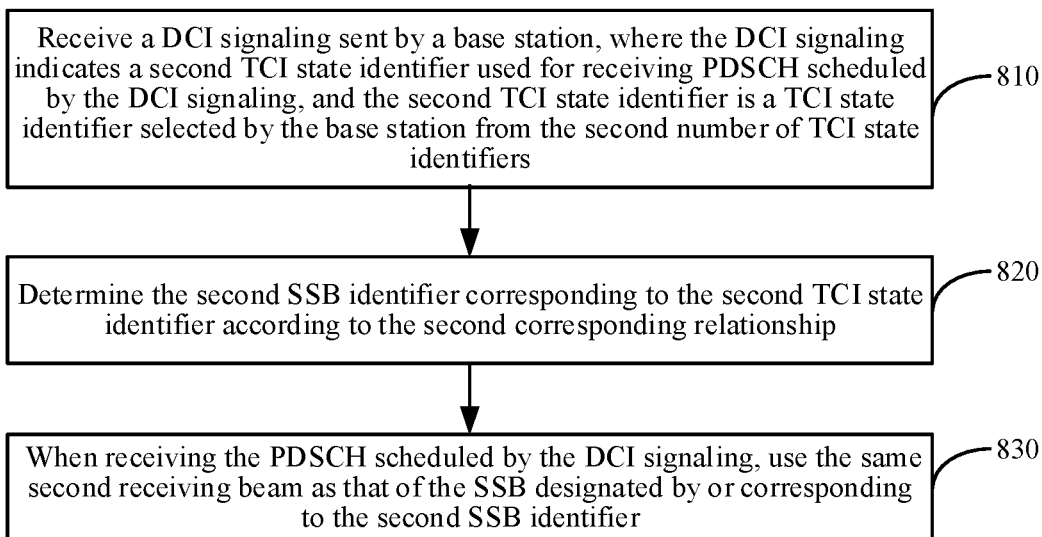 Receive a DCI signaling sent by a base station, where the DCI signaling
indicates a second TCI state identifier used for receiving PDSCH scheduled
by the DCI signaling, and the second TCI state identifier is a TCI state
identifier selected by the base station from the second number of TCI state
identifiers
810
Determine the second SSB identifier corresponding to the second TCI state
identifier according to the second corresponding relationship
820
When receiving the PDSCH scheduled by the DCI signaling, use the same
second receiving beam as that of the SSB designated by or corresponding
to the second SSB identifier
830